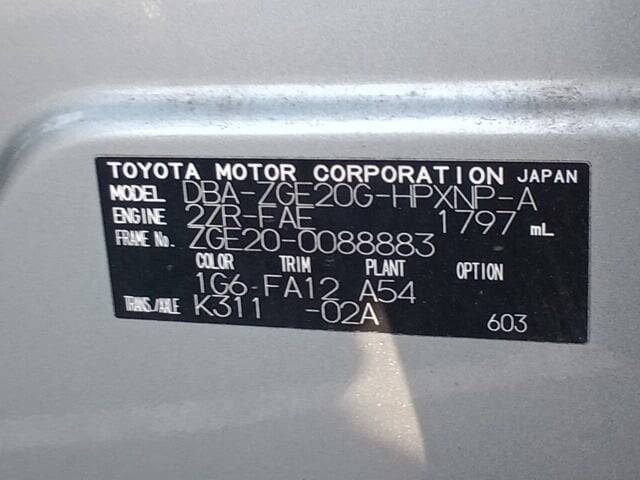 TOYOTA MOTOR CORPORATION JAPAN
MODEL DBA-ZGE20G-HPXNP-A
ENGINE 2ZR-FAE 1797 mL
FRAME No. ZGE20-0088883
COLOR TRIM PLANT OPTION
1G6 FA12 A54
TRANS./AXLE K311 -02A 603